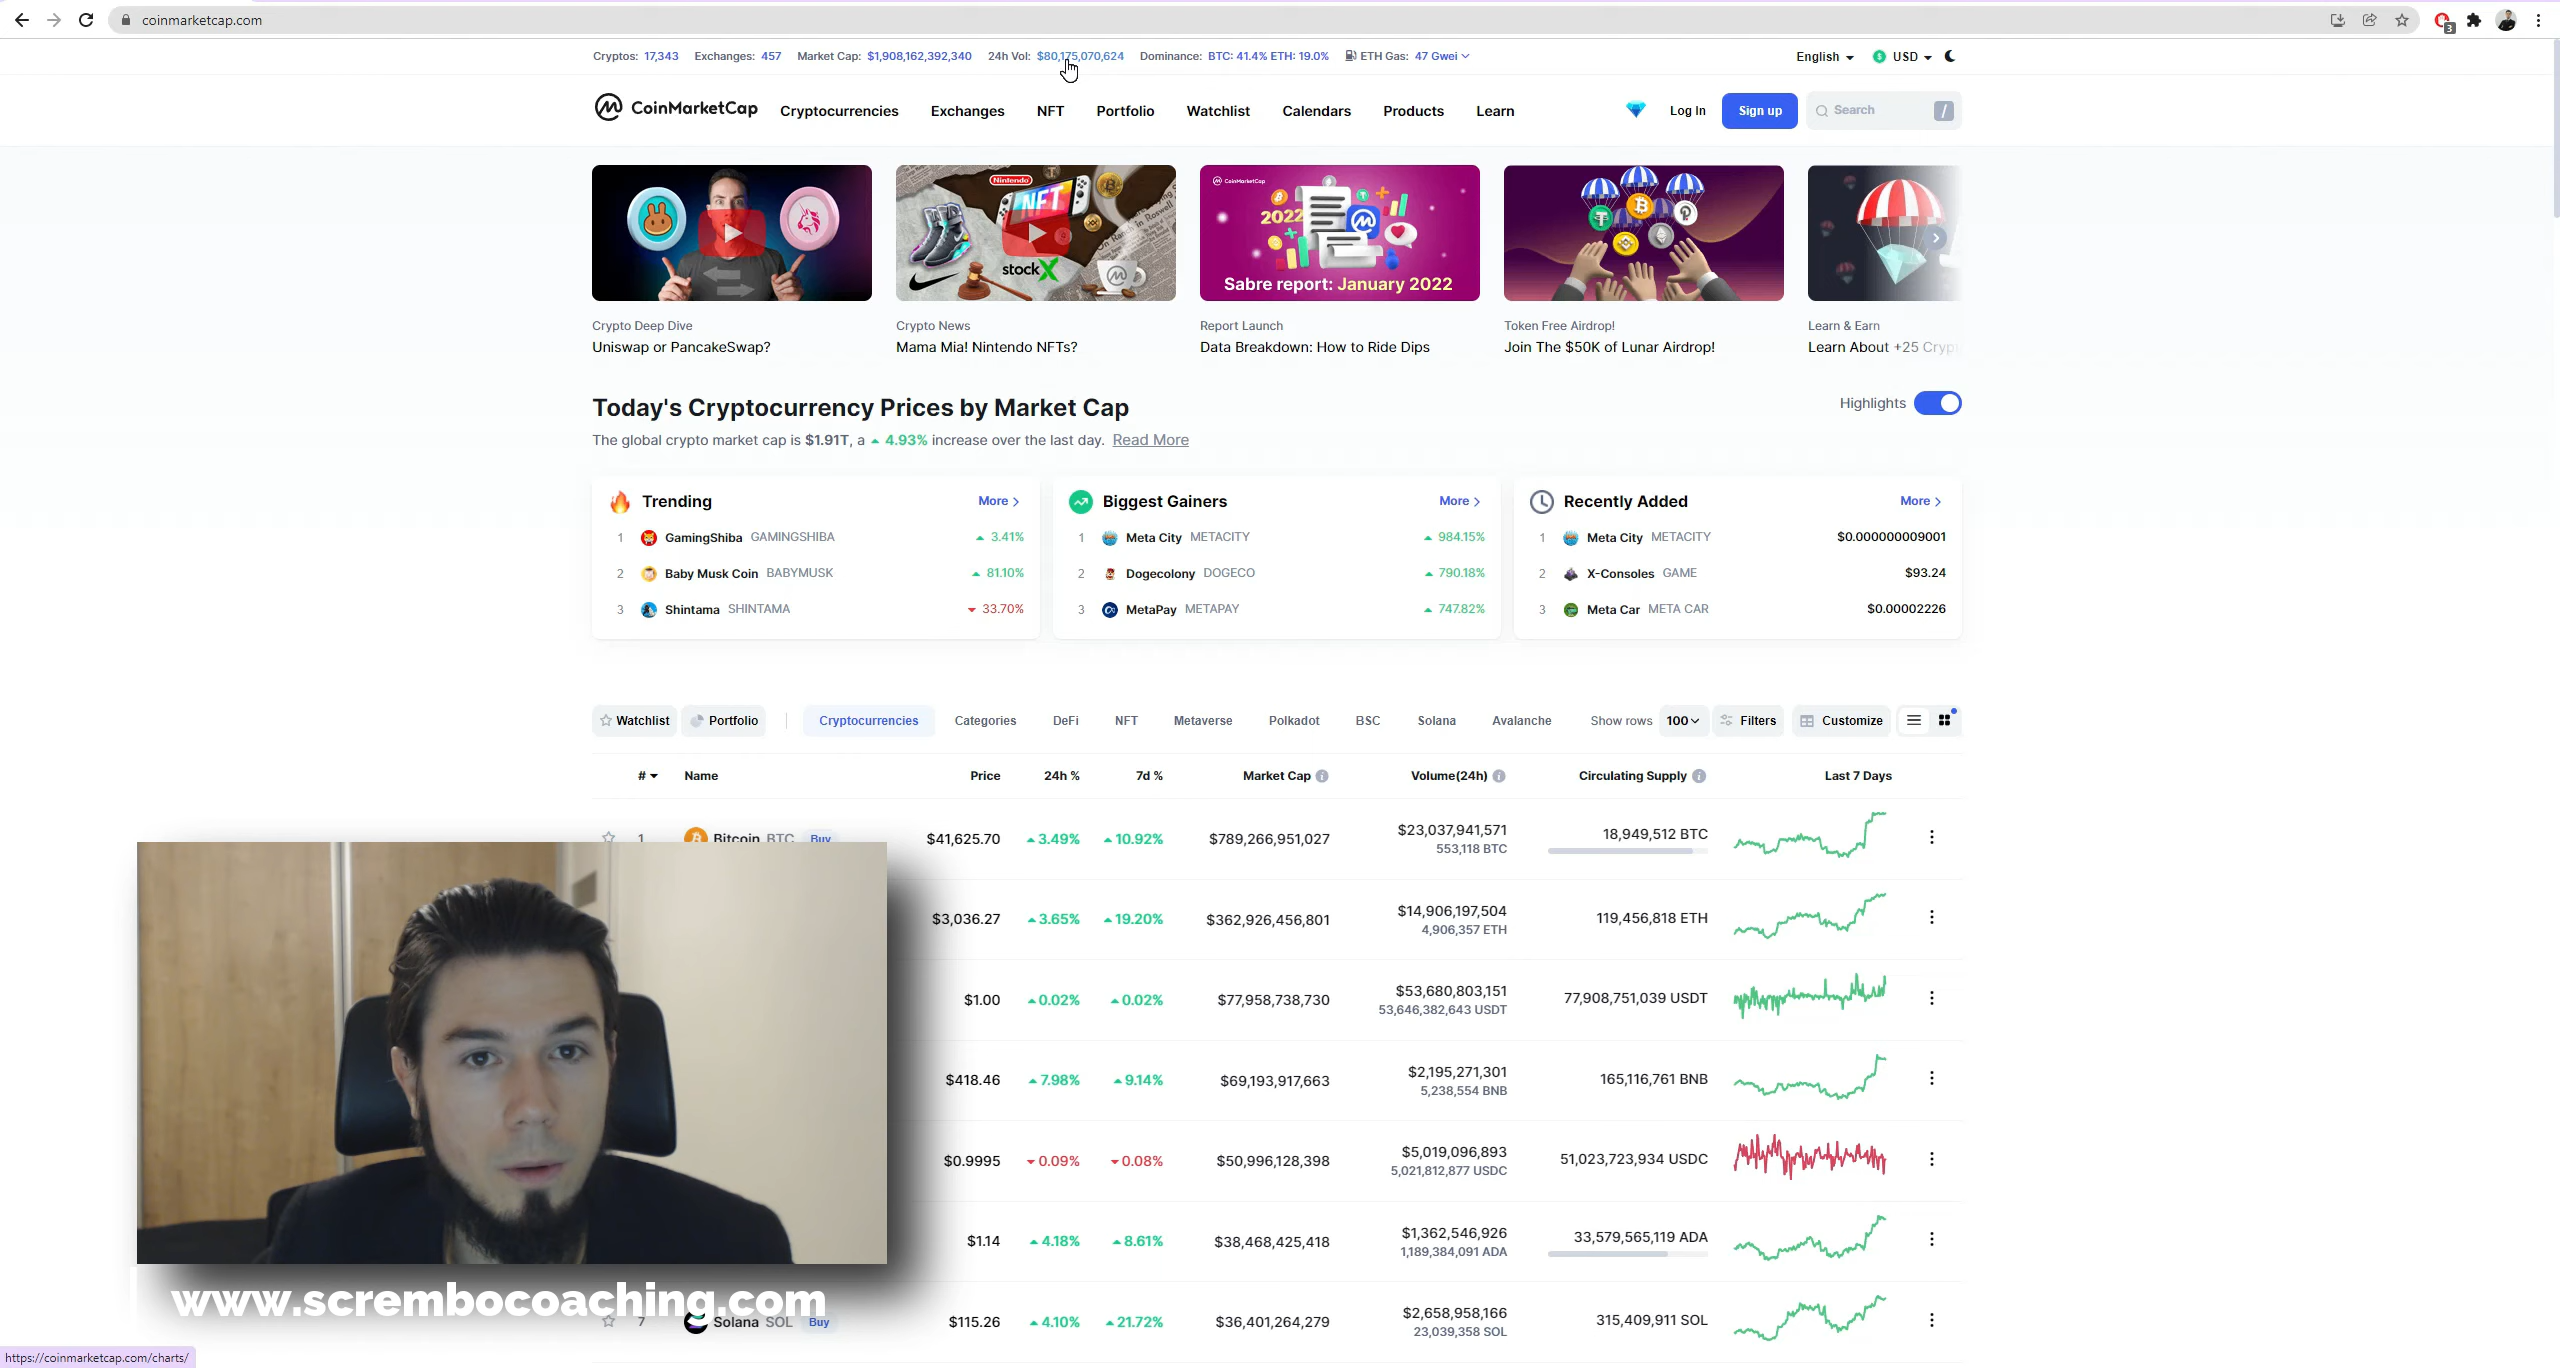 coinmarketcap.com
3
Cryptos: 17,343 Exchanges: 457 Market Cap: $1,908,162,392,340 24h Vol: $80,175,070,624 Dominance: BTC: 41.4% ETH: 19.0% ETH Gas: 47 Gwei English USD
CoinMarketCap Cryptocurrencies Exchanges NFT Portfolio Watchlist Calendars Products Learn Log In Sign up Search /
Nintendo
NFT
stockX
CoinMarketCap
2022
Sabre report: January 2022
Crypto Deep Dive
Uniswap or PancakeSwap?
Crypto News
Mama Mia! Nintendo NFTs?
Report Launch
Data Breakdown: How to Ride Dips
Token Free Airdrop!
Join The $50K of Lunar Airdrop!
Learn & Earn
Learn About +25 Cryp
Today's Cryptocurrency Prices by Market Cap
Highlights
The global crypto market cap is $1.91T, a 4.93% increase over the last day. Read More
Trending More
1 GamingShiba GAMINGSHIBA 3.41%
2 Baby Musk Coin BABYMUSK 81.10%
3 Shintama SHINTAMA 33.70%
Biggest Gainers More
1 Meta City METACITY 984.15%
2 Dogecolony DOGECO 790.18%
3 MetaPay METAPAY 747.82%
Recently Added More
1 Meta City METACITY $0.000000009001
2 X-Consoles GAME $93.24
3 Meta Car META CAR $0.00002226
Watchlist Portfolio Cryptocurrencies Categories DeFi NFT Metaverse Polkadot BSC Solana Avalanche Show rows 100 Filters Customize
# Name Price 24h % 7d % Market Cap Volume(24h) Circulating Supply Last 7 Days
1 Bitcoin BTC Buy $41,625.70 3.49% 10.92% $789,266,951,027 $23,037,941,571 18,949,512 BTC
553,118 BTC
$3,036.27 3.65% 19.20% $362,926,456,801 $14,906,197,504 119,456,818 ETH
4,906,357 ETH
$1.00 0.02% 0.02% $77,958,738,730 $53,680,803,151 77,908,751,039 USDT
53,646,382,643 USDT
$418.46 7.98% 9.14% $69,193,917,663 $2,195,271,301 165,116,761 BNB
5,238,554 BNB
$0.9995 0.09% 0.08% $50,996,128,398 $5,019,096,893 51,023,723,934 USDC
5,021,812,877 USDC
$1.14 4.18% 8.61% $38,468,425,418 $1,362,546,926 33,579,565,119 ADA
1,189,384,091 ADA
www.scrembocoaching.com
7 Solana SOL Buy $115.26 4.10% 21.72% $36,401,264,279 $2,658,958,166 315,409,911 SOL
23,039,358 SOL
https://coinmarketcap.com/charts/